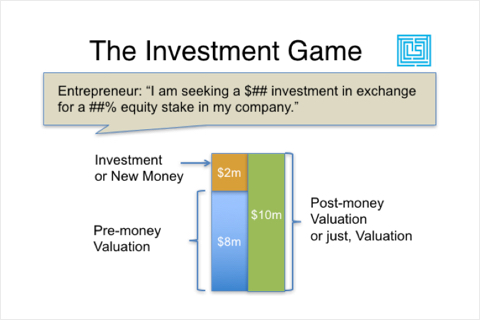 The Investment Game
Entrepreneur: “I am seeking a $## investment in exchange
for a ##% equity stake in my company.”
Investment
or New Money
$2m
$10m
Post-money
Valuation
or just, Valuation
Pre-money
Valuation
$8m